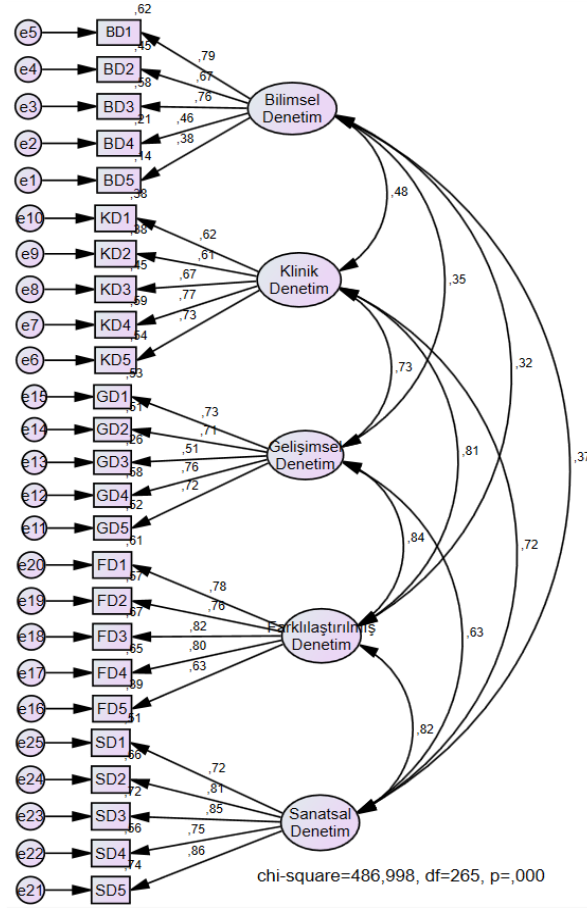 ,62
e5 BD1
,45
,79
e4 BD2
,67
,58
e3 BD3
,76
Bilimsel
Denetim
,21
,46
e2 BD4
,38
,14
e1 BD5
,48
,38
e10 KD1
,38
,62
e9 KD2
,61
,45
Klinik
Denetim
,35
e8 KD3
,67
,59
,77
e7 KD4
,73
,54
e6 KD5
,73
,32
,53
e15 GD1
,51
,73
e14 GD2
,71
,26
Gelişimsel
Denetim
,81
,37
e13 GD3
,51
,58
,76
e12 GD4
,72
,52
e11 GD5
,84
,72
,61
e20 FD1
,57
,78
e19 FD2
,76
,67
Farklılaştırılmış
Denetim
,63
e18 FD3
,82
,65
,80
e17 FD4
,63
,39
e16 FD5
,82
,51
e25 SD1
,66
,72
e24 SD2
,81
,72
Sanatsal
Denetim
e23 SD3
,85
,56
,75
e22 SD4
,86
,74
e21 SD5
chi-square=486,998, df=265, p=,000